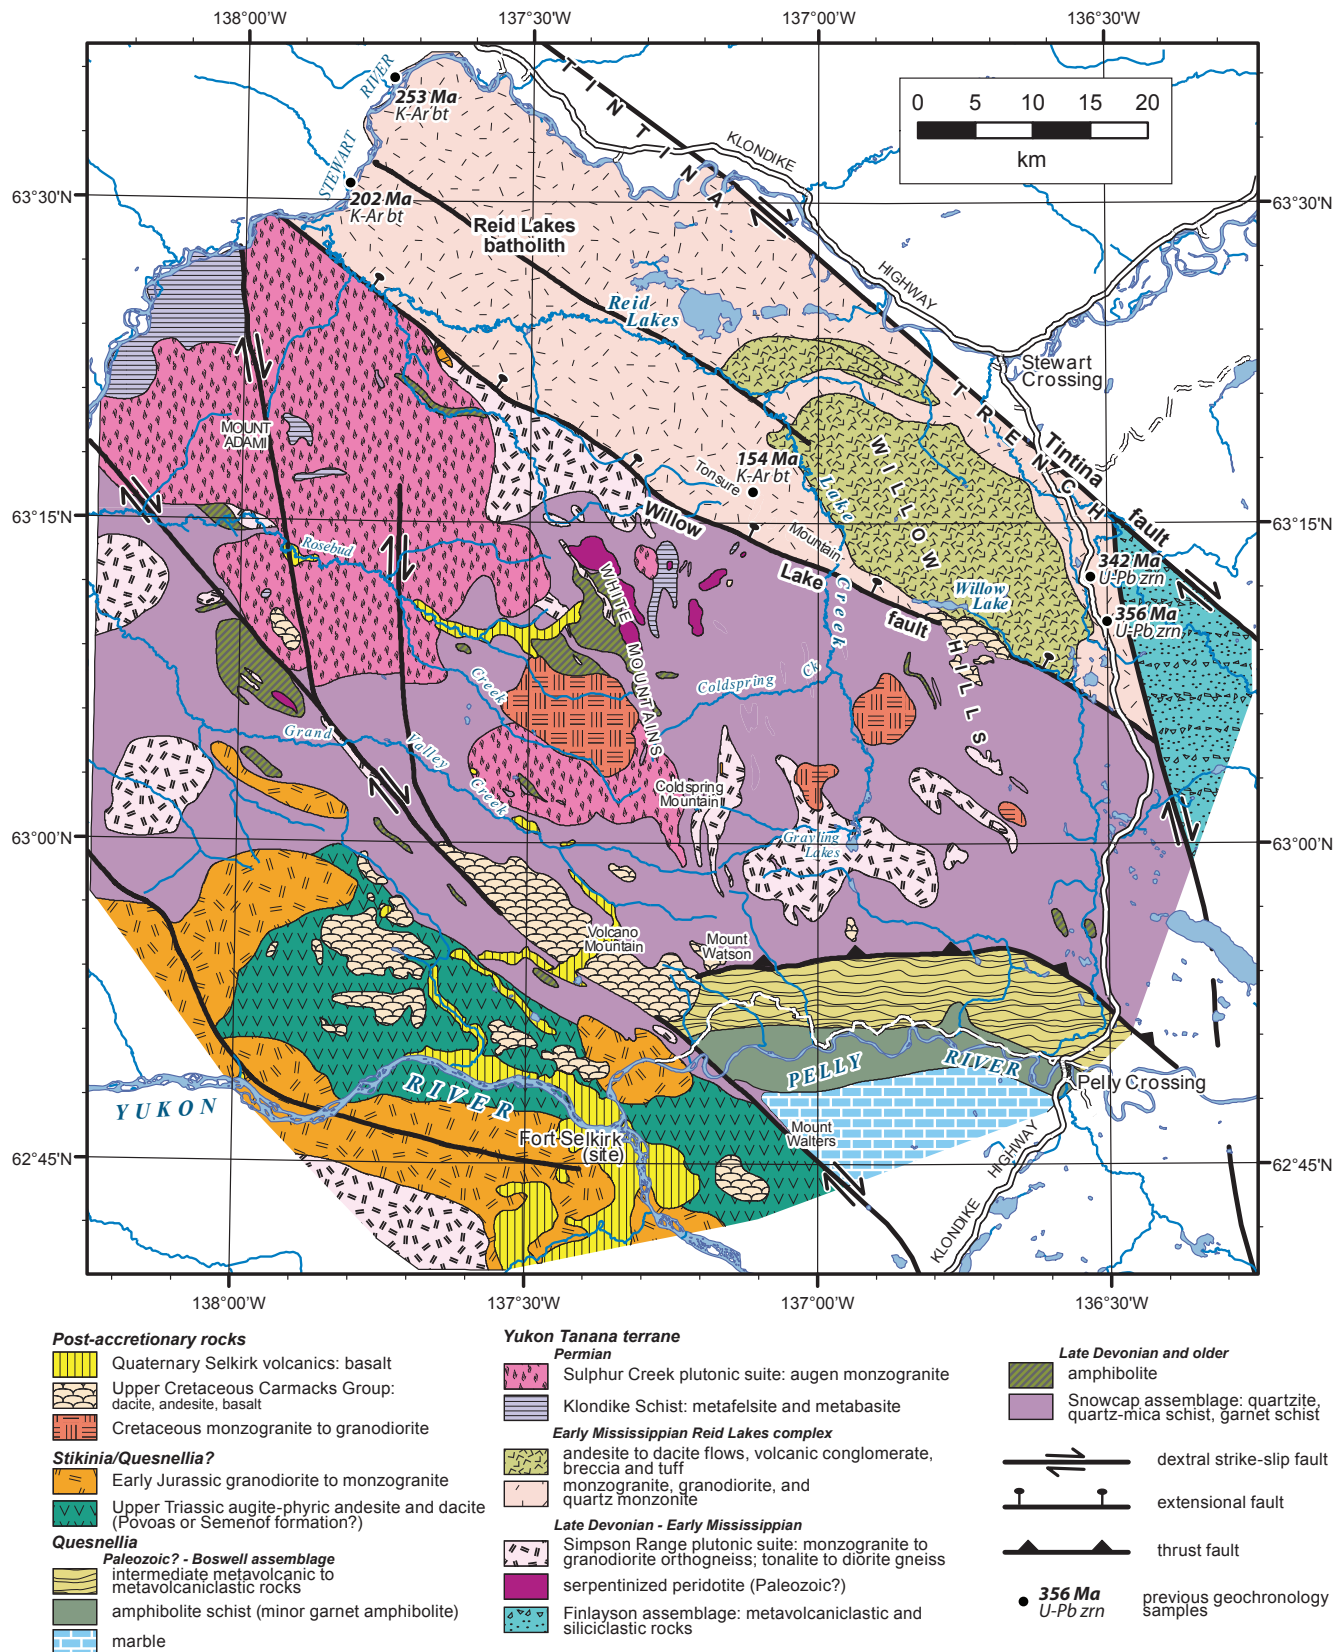 138°00'W
137°30'W
137°00'W
136°30'W
63°30'N
63°15'N
63°00'N
62°45'N
63°30'N
63°15'N
63°00'N
62°45'N
138°00'W
137°30'W
137°00'W
136°30'W
0 5 10 15 20
km
TINTINA
TRENCH
KLONDIKE
HIGHWAY
STEWART
RIVER
253 Ma
K-Ar bt
202 Ma
K-Ar bt
Reid Lakes
batholith
Reid
Lakes
Stewart
Crossing
MOUNT
ADAMI
154 Ma
K-Ar bt
Tonsure
Mountain
WILLOW
HILLS
Lake
Creek
Tintina
fault
Willow
Lake
fault
342 Ma
U-Pb zrn
356 Ma
U-Pb zrn
Willow
Lake
Rosebud
Creek
WHITE MOUNTAINS
Coldspring
Ck
Grand
Valley
Creek
Coldspring
Mountain
Grayling
Lakes
Volcano
Mountain
Mount
Watson
PELLY
RIVER
Pelly Crossing
YUKON
RIVER
Fort Selkirk
(site)
Mount
Walters
KLONDIKE
HIGHWAY
Post-accretionary rocks
Quaternary Selkirk volcanics: basalt
Upper Cretaceous Carmacks Group:
dacite, andesite, basalt
Cretaceous monzogranite to granodiorite
Stikinia/Quesnellia?
Early Jurassic granodiorite to monzogranite
Upper Triassic augite-phyric andesite and dacite
(Povoas or Semenof formation?)
Quesnellia
Paleozoic? - Boswell assemblage
intermediate metavolcanic to
metavolcaniclastic rocks
amphibolite schist (minor garnet amphibolite)
marble
Yukon Tanana terrane
Permian
Sulphur Creek plutonic suite: augen monzogranite
Klondike Schist: metafelsite and metabasite
Early Mississippian Reid Lakes complex
andesite to dacite flows, volcanic conglomerate,
breccia and tuff
monzogranite, granodiorite, and
quartz monzonite
Late Devonian - Early Mississippian
Simpson Range plutonic suite: monzogranite to
granodiorite orthogneiss; tonalite to diorite gneiss
serpentinized peridotite (Paleozoic?)
Finlayson assemblage: metavolcaniclastic and
siliciclastic rocks
Late Devonian and older
amphibolite
Snowcap assemblage: quartzite,
quartz-mica schist, garnet schist
dextral strike-slip fault
extensional fault
thrust fault
356 Ma
U-Pb zrn
previous geochronology
samples